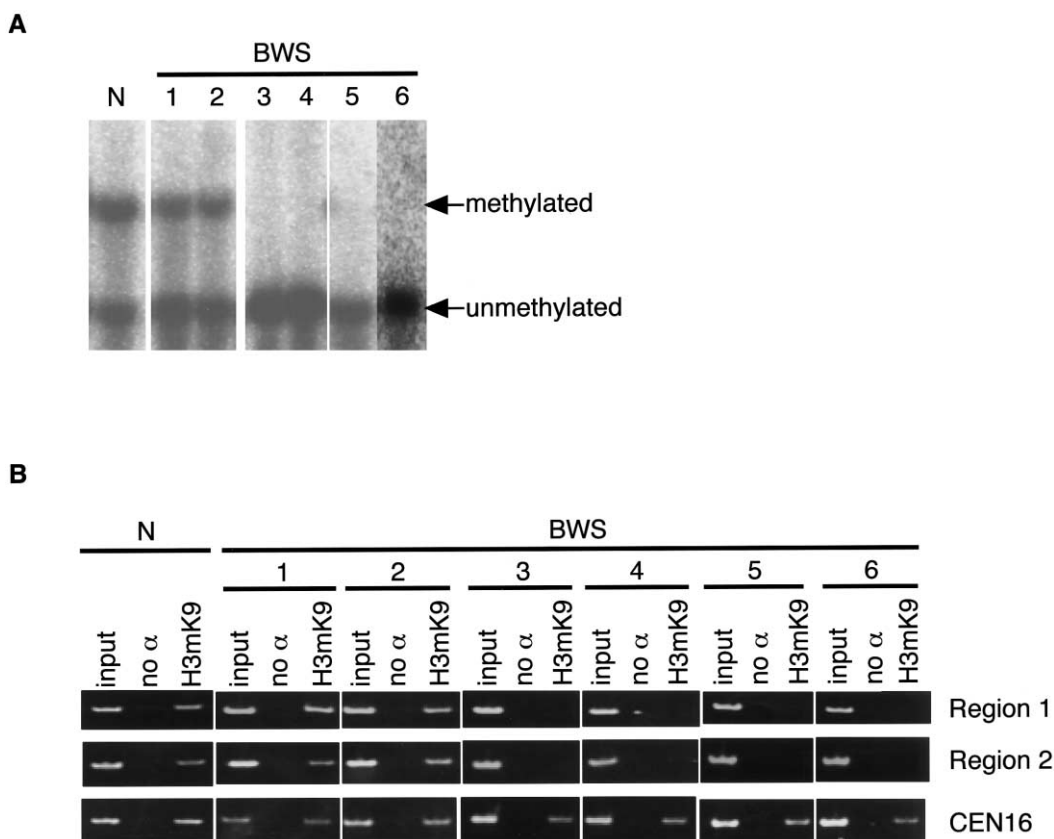 A
BWS
N 1 2 3 4 5 6
methylated
unmethylated
B
N BWS
1 2 3 4 5 6
input no α H3mK9 input no α H3mK9 input no α H3mK9 input no α H3mK9 input no α H3mK9 input no α H3mK9 input no α H3mK9
Region 1
Region 2
CEN16